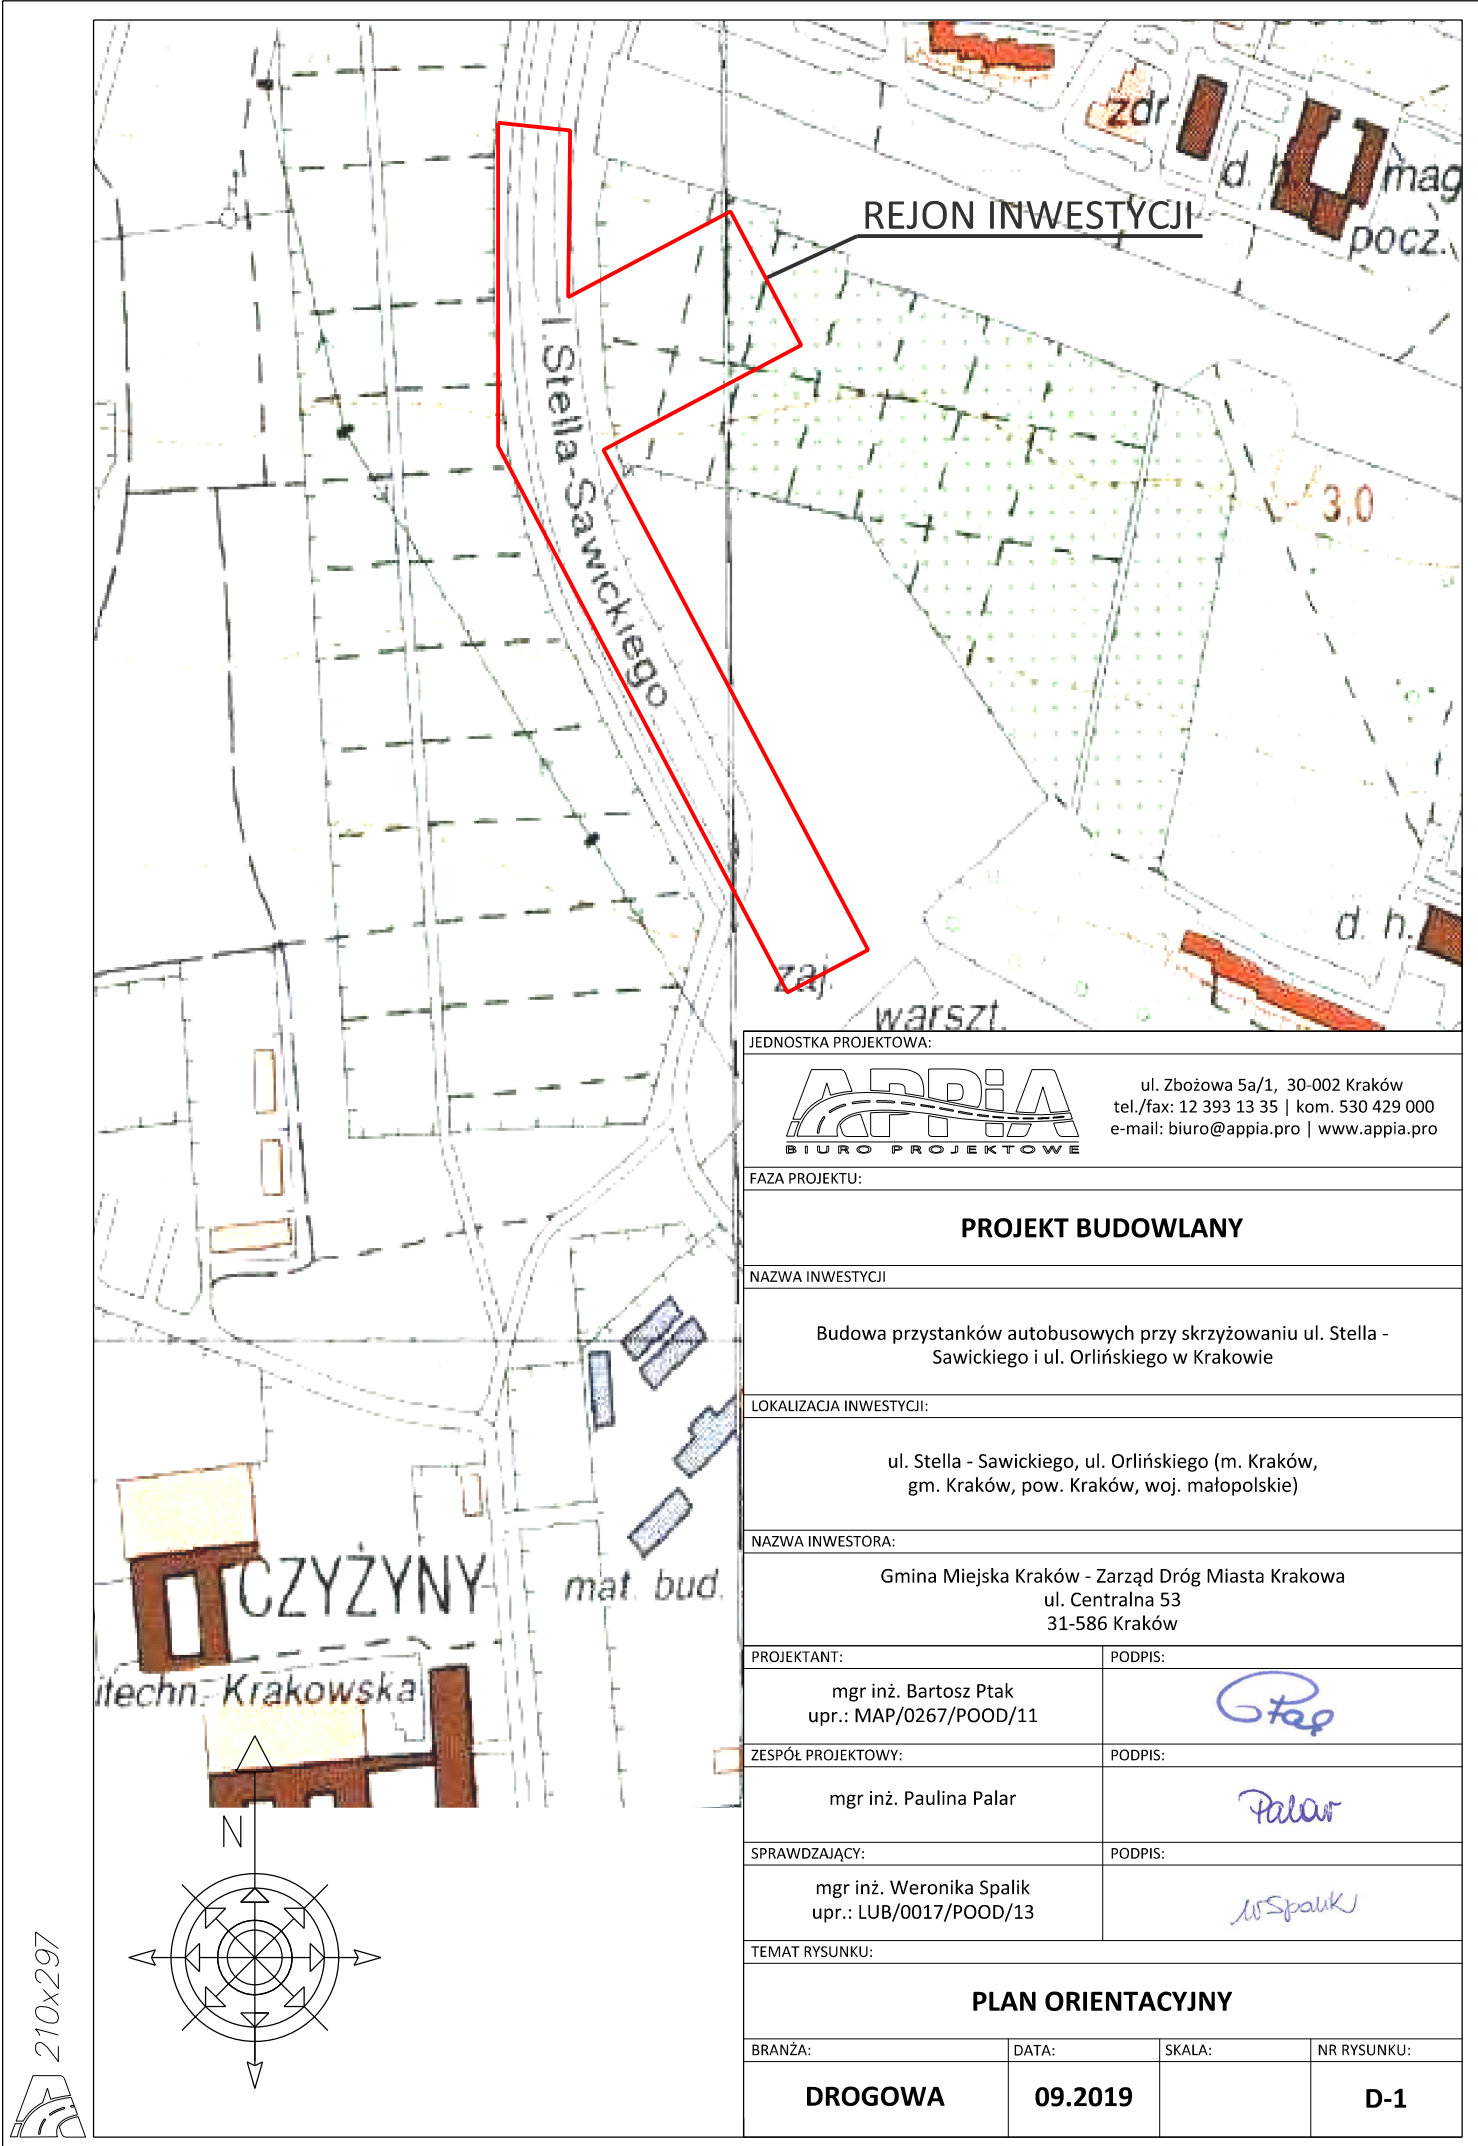 zdr.
d. h.
mag
pocz.
REJON INWESTYCJI
I.Stella-Sawickiego
3,0
d. h.
zaj.
warszt.
CZYŻYNY
mat. bud.
itechn. Krakowska
N
210x297
JEDNOSTKA PROJEKTOWA:
APPiA
BIURO PROJEKTOWE
ul. Zbożowa 5a/1, 30-002 Kraków
tel./fax: 12 393 13 35 | kom. 530 429 000
e-mail: biuro@appia.pro | www.appia.pro
FAZA PROJEKTU:
PROJEKT BUDOWLANY
NAZWA INWESTYCJI
Budowa przystanków autobusowych przy skrzyżowaniu ul. Stella -
Sawickiego i ul. Orlińskiego w Krakowie
LOKALIZACJA INWESTYCJI:
ul. Stella - Sawickiego, ul. Orlińskiego (m. Kraków,
gm. Kraków, pow. Kraków, woj. małopolskie)
NAZWA INWESTORA:
Gmina Miejska Kraków - Zarząd Dróg Miasta Krakowa
ul. Centralna 53
31-586 Kraków
PROJEKTANT:
PODPIS:
mgr inż. Bartosz Ptak
upr.: MAP/0267/POOD/11
Ptak
ZESPÓŁ PROJEKTOWY:
PODPIS:
mgr inż. Paulina Palar
Palar
SPRAWDZAJĄCY:
PODPIS:
mgr inż. Weronika Spalik
upr.: LUB/0017/POOD/13
WSpalik
TEMAT RYSUNKU:
PLAN ORIENTACYJNY
BRANŻA:
DATA:
SKALA:
NR RYSUNKU:
DROGOWA
09.2019
D-1